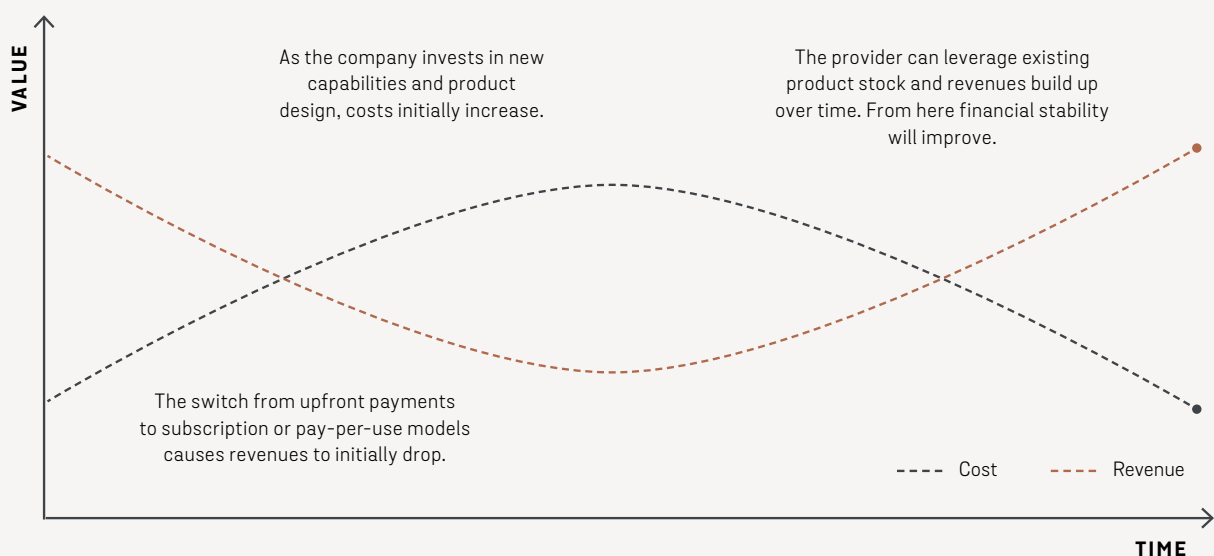 VALUE
As the company invests in new
capabilities and product
design, costs initially increase.
The provider can leverage existing
product stock and revenues build up
over time. From here financial stability
will improve.
The switch from upfront payments
to subscription or pay-per-use models
causes revenues to initially drop.
Cost
Revenue
TIME